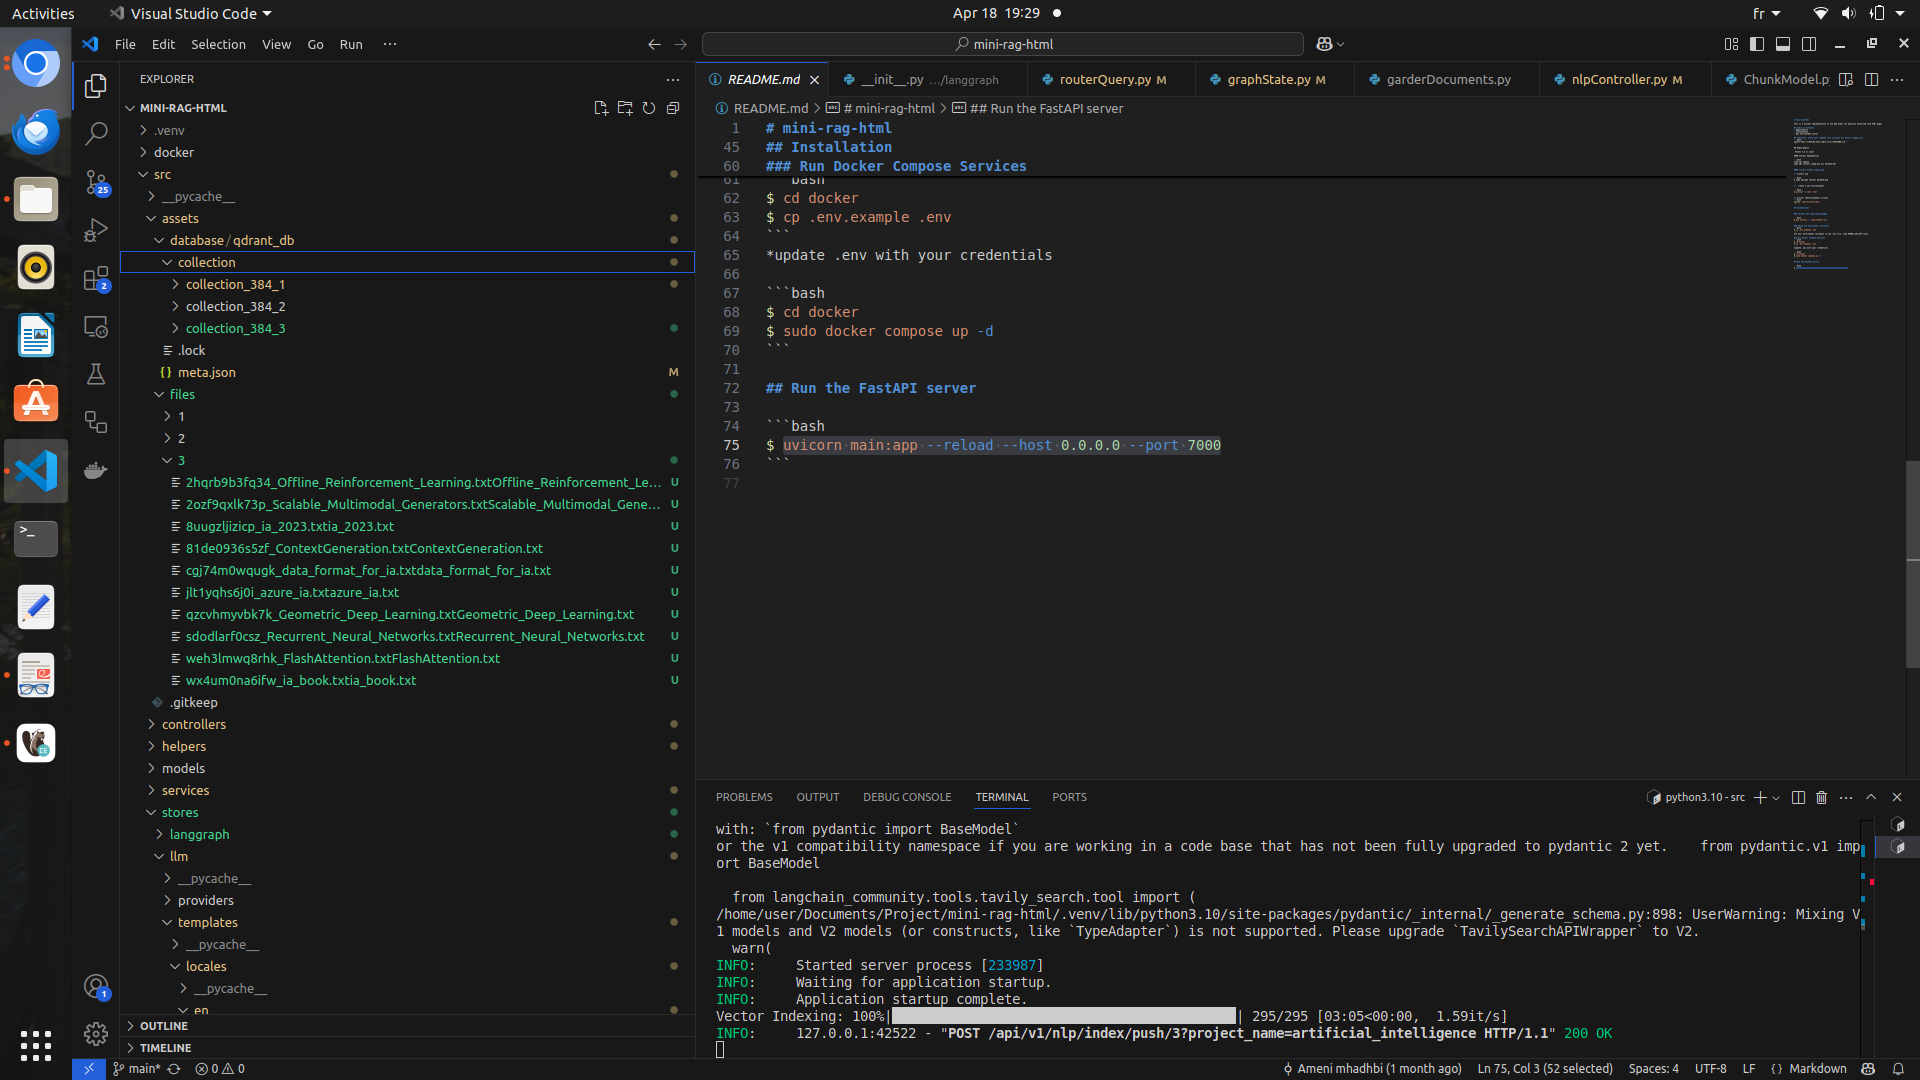 Activities
Visual Studio Code
Apr 18 19:29
fr
File Edit Selection View Go Run ···
mini-rag-html
EXPLORER
MINI-RAG-HTML
.venv
docker
src
__pycache__
assets
database/qdrant_db
collection
collection_384_1
collection_384_2
collection_384_3
.lock
{} meta.json M
files
1
2
3
2hqrb9b3fq34_Offline_Reinforcement_Learning.txtOffline_Reinforcement_Le... U
2ozf9qxlk73p_Scalable_Multimodal_Generators.txtScalable_Multimodal_Gene... U
8uugzljizicp_ia_2023.txtia_2023.txt U
81de0936s5zf_ContextGeneration.txtContextGeneration.txt U
cgj74m0wqugk_data_format_for_ia.txtdata_format_for_ia.txt U
jlt1yqhs6j0i_azure_ia.txtazure_ia.txt U
qzcvhmyvbk7k_Geometric_Deep_Learning.txtGeometric_Deep_Learning.txt U
sdodlarf0csz_Recurrent_Neural_Networks.txtRecurrent_Neural_Networks.txt U
weh3lmwq8rhk_FlashAttention.txtFlashAttention.txt U
wx4um0na6ifw_ia_book.txtia_book.txt U
.gitkeep
controllers
helpers
models
services
stores
langgraph
llm
__pycache__
providers
templates
__pycache__
locales
__pycache__
en
OUTLINE
TIMELINE
25
2
1
README.md
__init__.py .../langgraph
routerQuery.py M
graphState.py M
garderDocuments.py
nlpController.py M
ChunkModel.py
README.md > # mini-rag-html > ## Run the FastAPI server
1 # mini-rag-html
45 ## Installation
60 ### Run Docker Compose Services
61 ```bash
62 $ cd docker
63 $ cp .env.example .env
64 ```
65 *update .env with your credentials
66
67 ```bash
68 $ cd docker
69 $ sudo docker compose up -d
70 ```
71
72 ## Run the FastAPI server
73
74 ```bash
75 $ uvicorn main:app --reload --host 0.0.0.0 --port 7000
76 ```
77
PROBLEMS OUTPUT DEBUG CONSOLE TERMINAL PORTS
python3.10 - src
with: `from pydantic import BaseModel`
or the v1 compatibility namespace if you are working in a code base that has not been fully upgraded to pydantic 2 yet. from pydantic.v1 imp
ort BaseModel
from langchain_community.tools.tavily_search.tool import (
/home/user/Documents/Project/mini-rag-html/.venv/lib/python3.10/site-packages/pydantic/_internal/_generate_schema.py:898: UserWarning: Mixing V
1 models and V2 models (or constructs, like `TypeAdapter`) is not supported. Please upgrade `TavilySearchAPIWrapper` to V2.
warn(
INFO: Started server process [233987]
INFO: Waiting for application startup.
INFO: Application startup complete.
Vector Indexing: 100%| | 295/295 [03:05<00:00, 1.59it/s]
INFO: 127.0.0.1:42522 - "POST /api/v1/nlp/index/push/3?project_name=artificial_intelligence HTTP/1.1" 200 OK
main* 0 0
Ameni mhadhbi (1 month ago) Ln 75, Col 3 (52 selected) Spaces: 4 UTF-8 LF {} Markdown